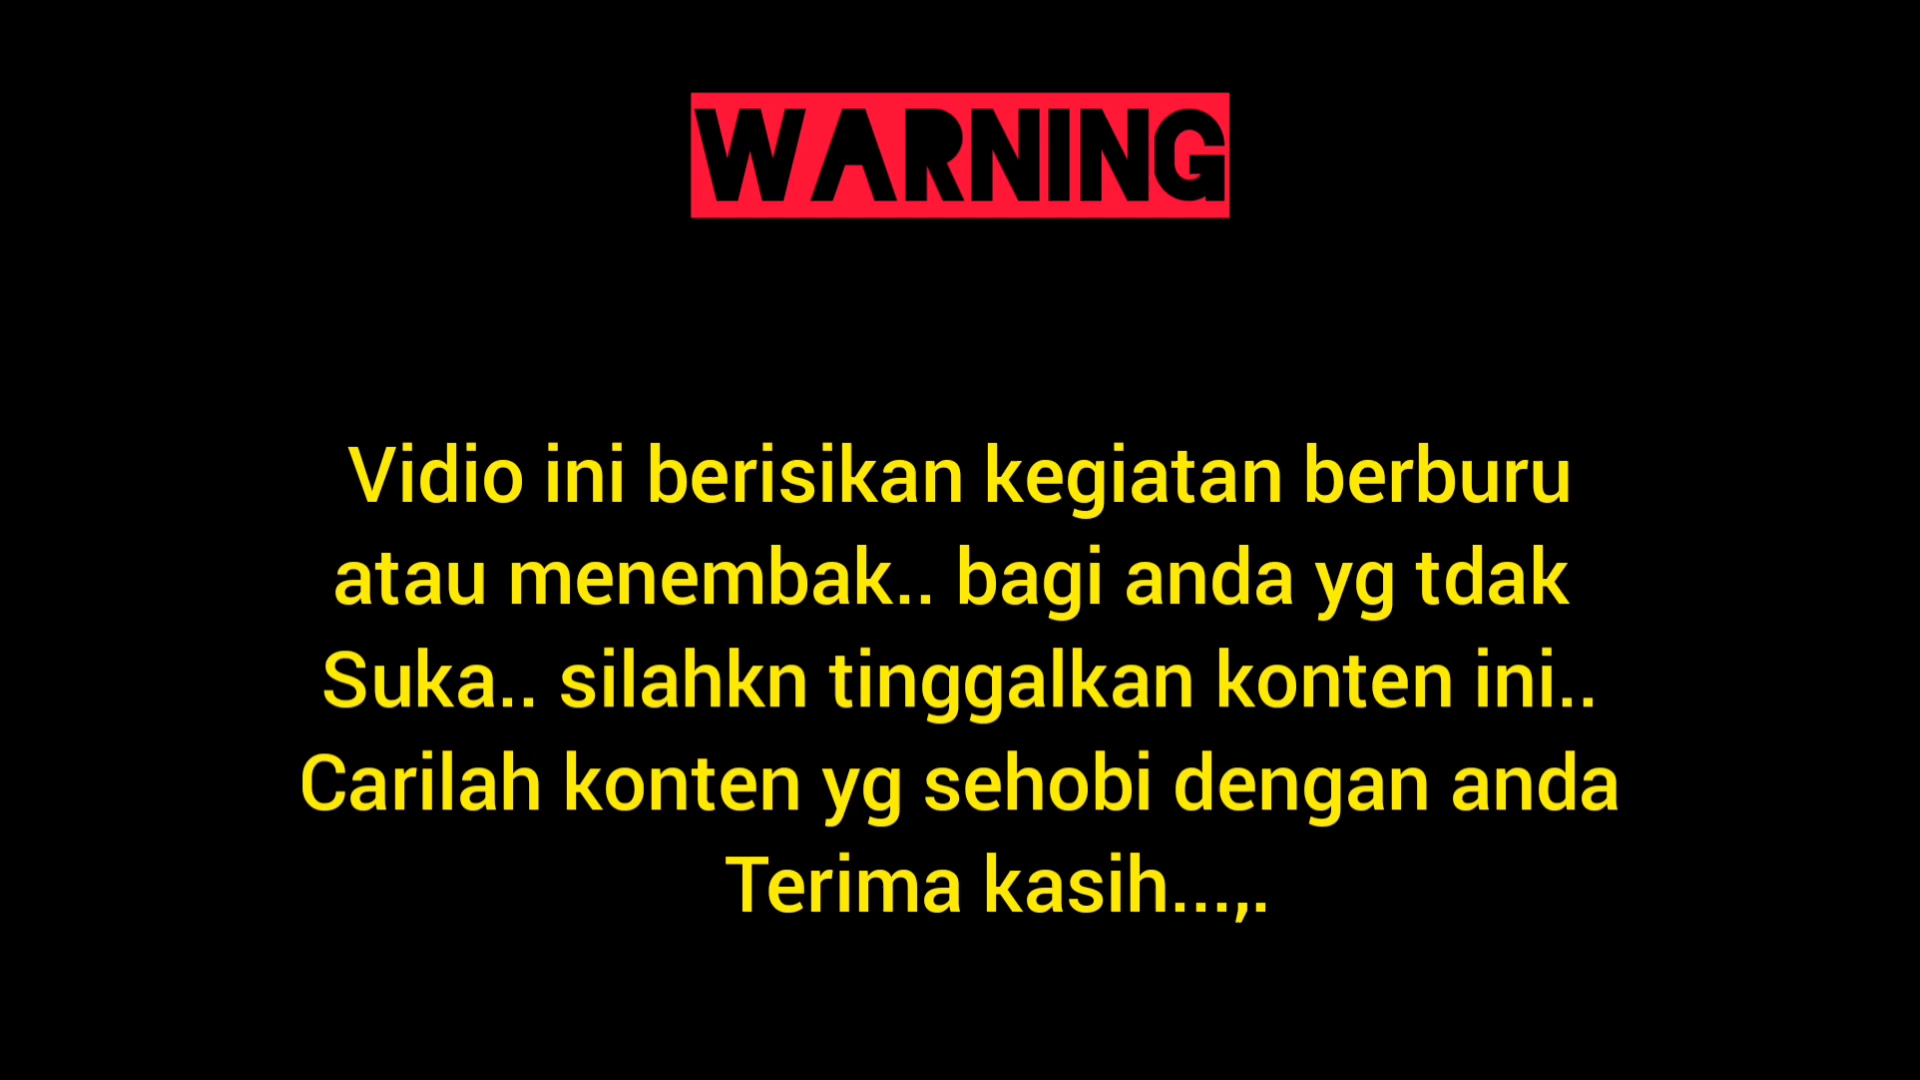 WARNING
Vidio ini berisikan kegiatan berburu
atau menembak.. bagi anda yg tdak
Suka.. silahkn tinggalkan konten ini..
Carilah konten yg sehobi dengan anda
Terima kasih...,.